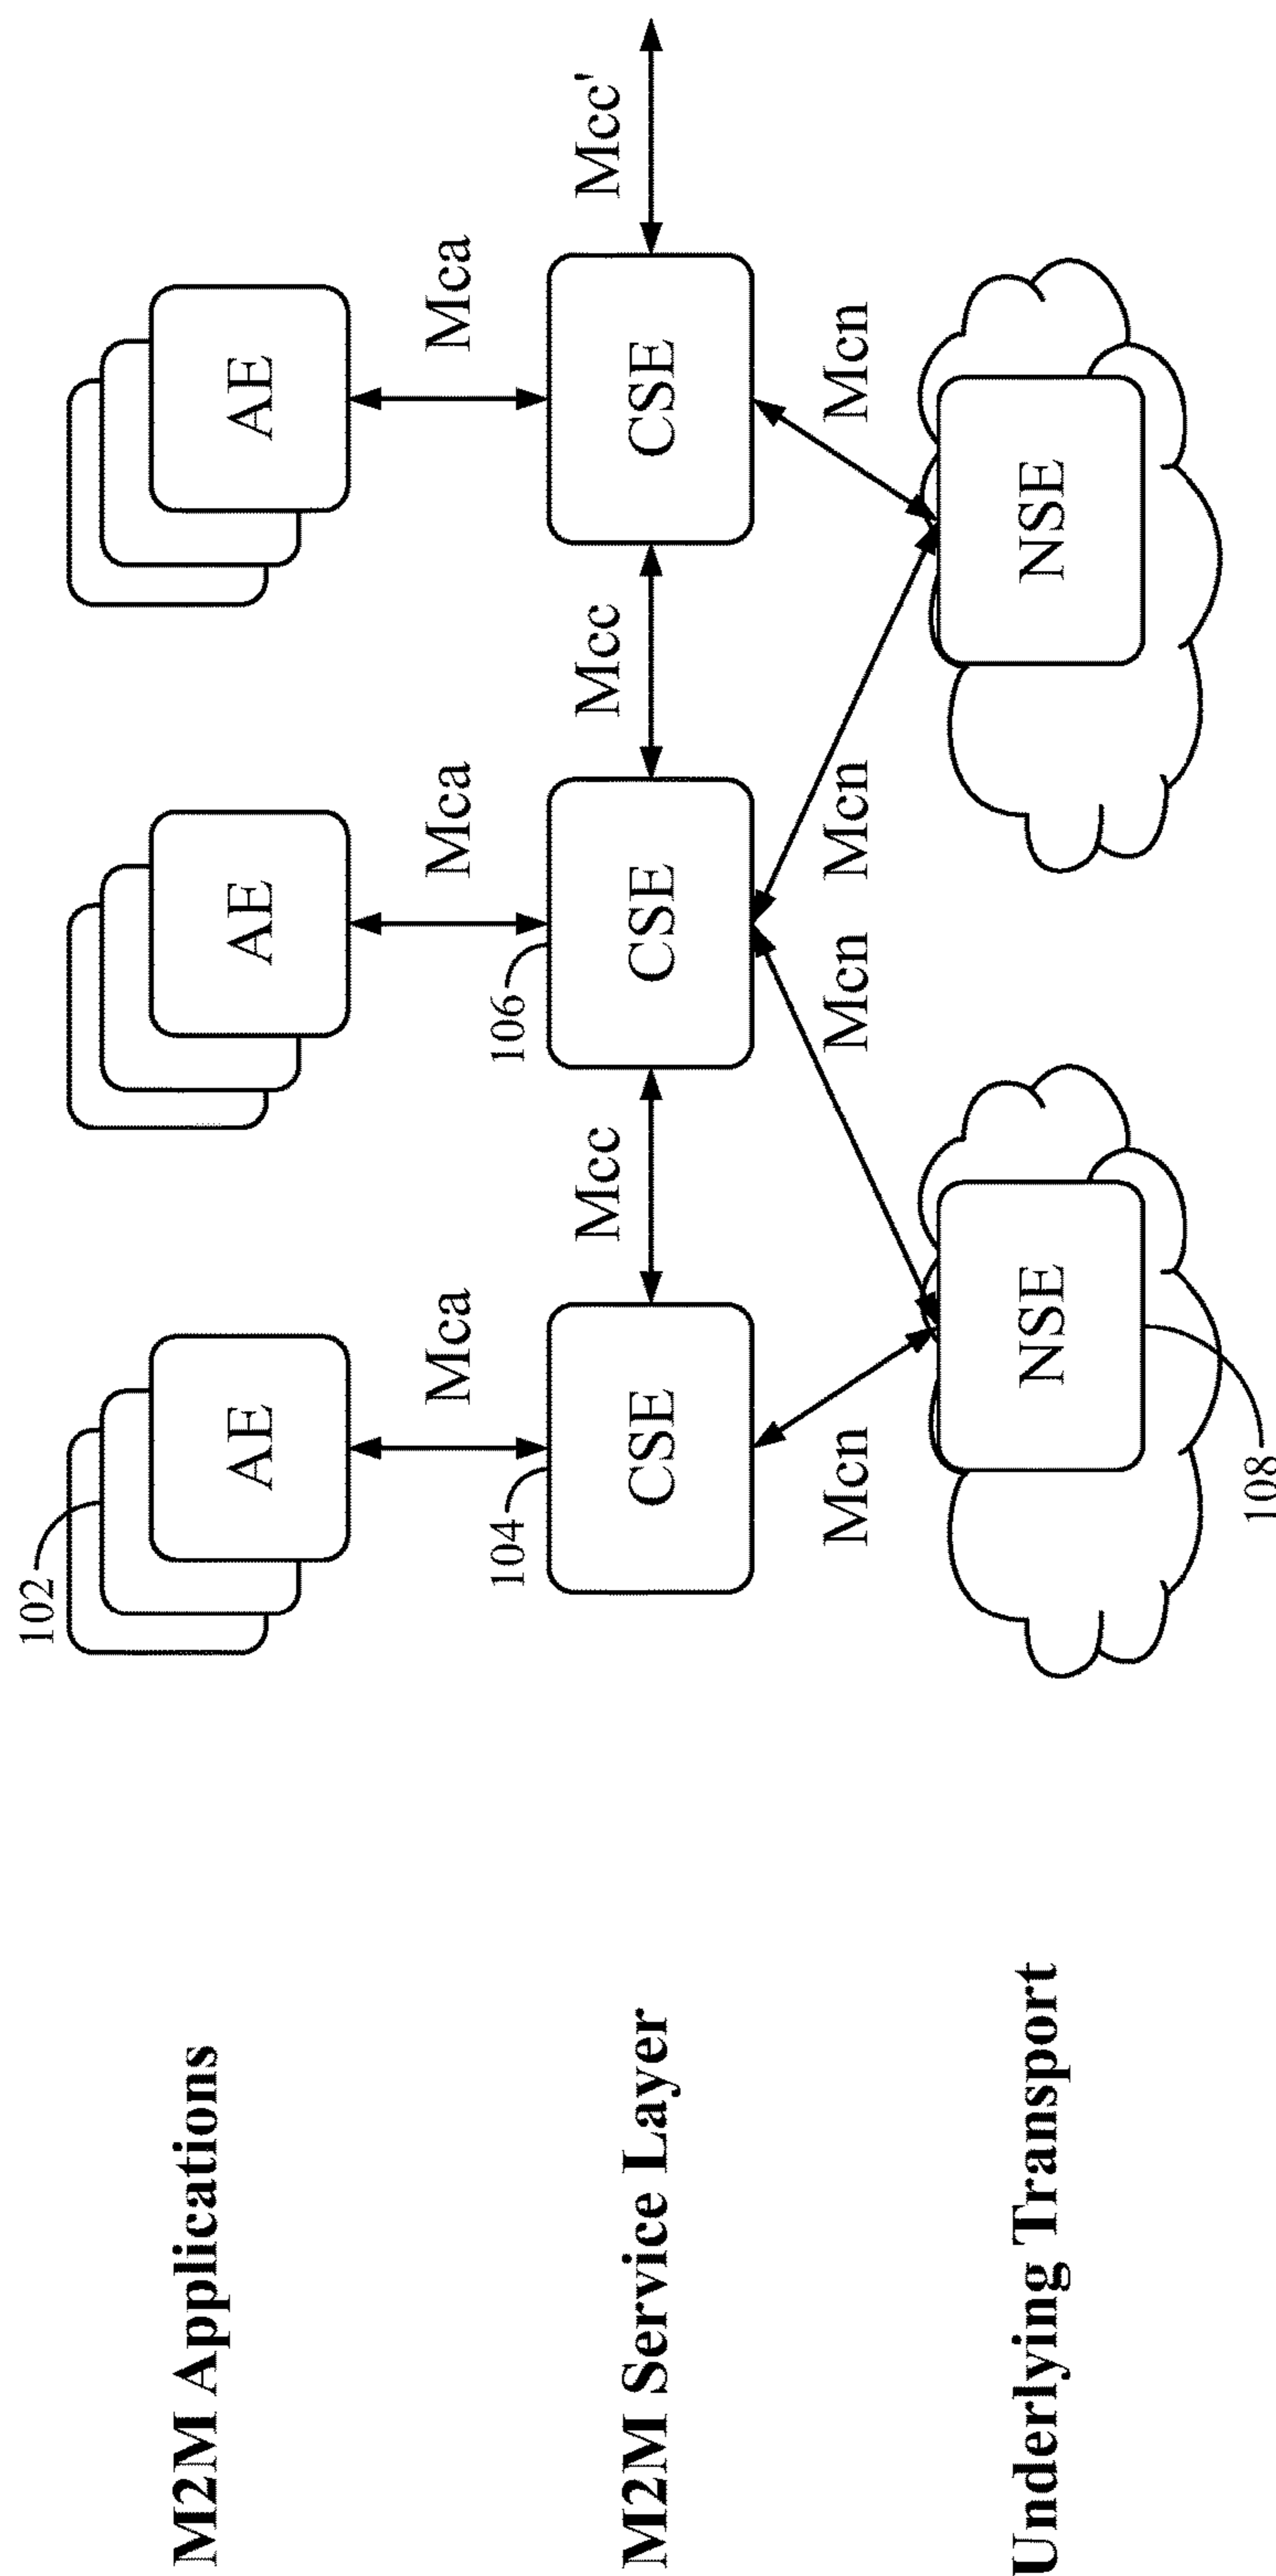 102
M2M Applications
AE
AE
AE
Mca
Mca
Mca
104
106
Mcc
Mcc
Mcc'
M2M Service Layer
CSE
CSE
CSE
Mcn
Mcn
Mcn
Mcn
Underlying Transport
NSE
NSE
108